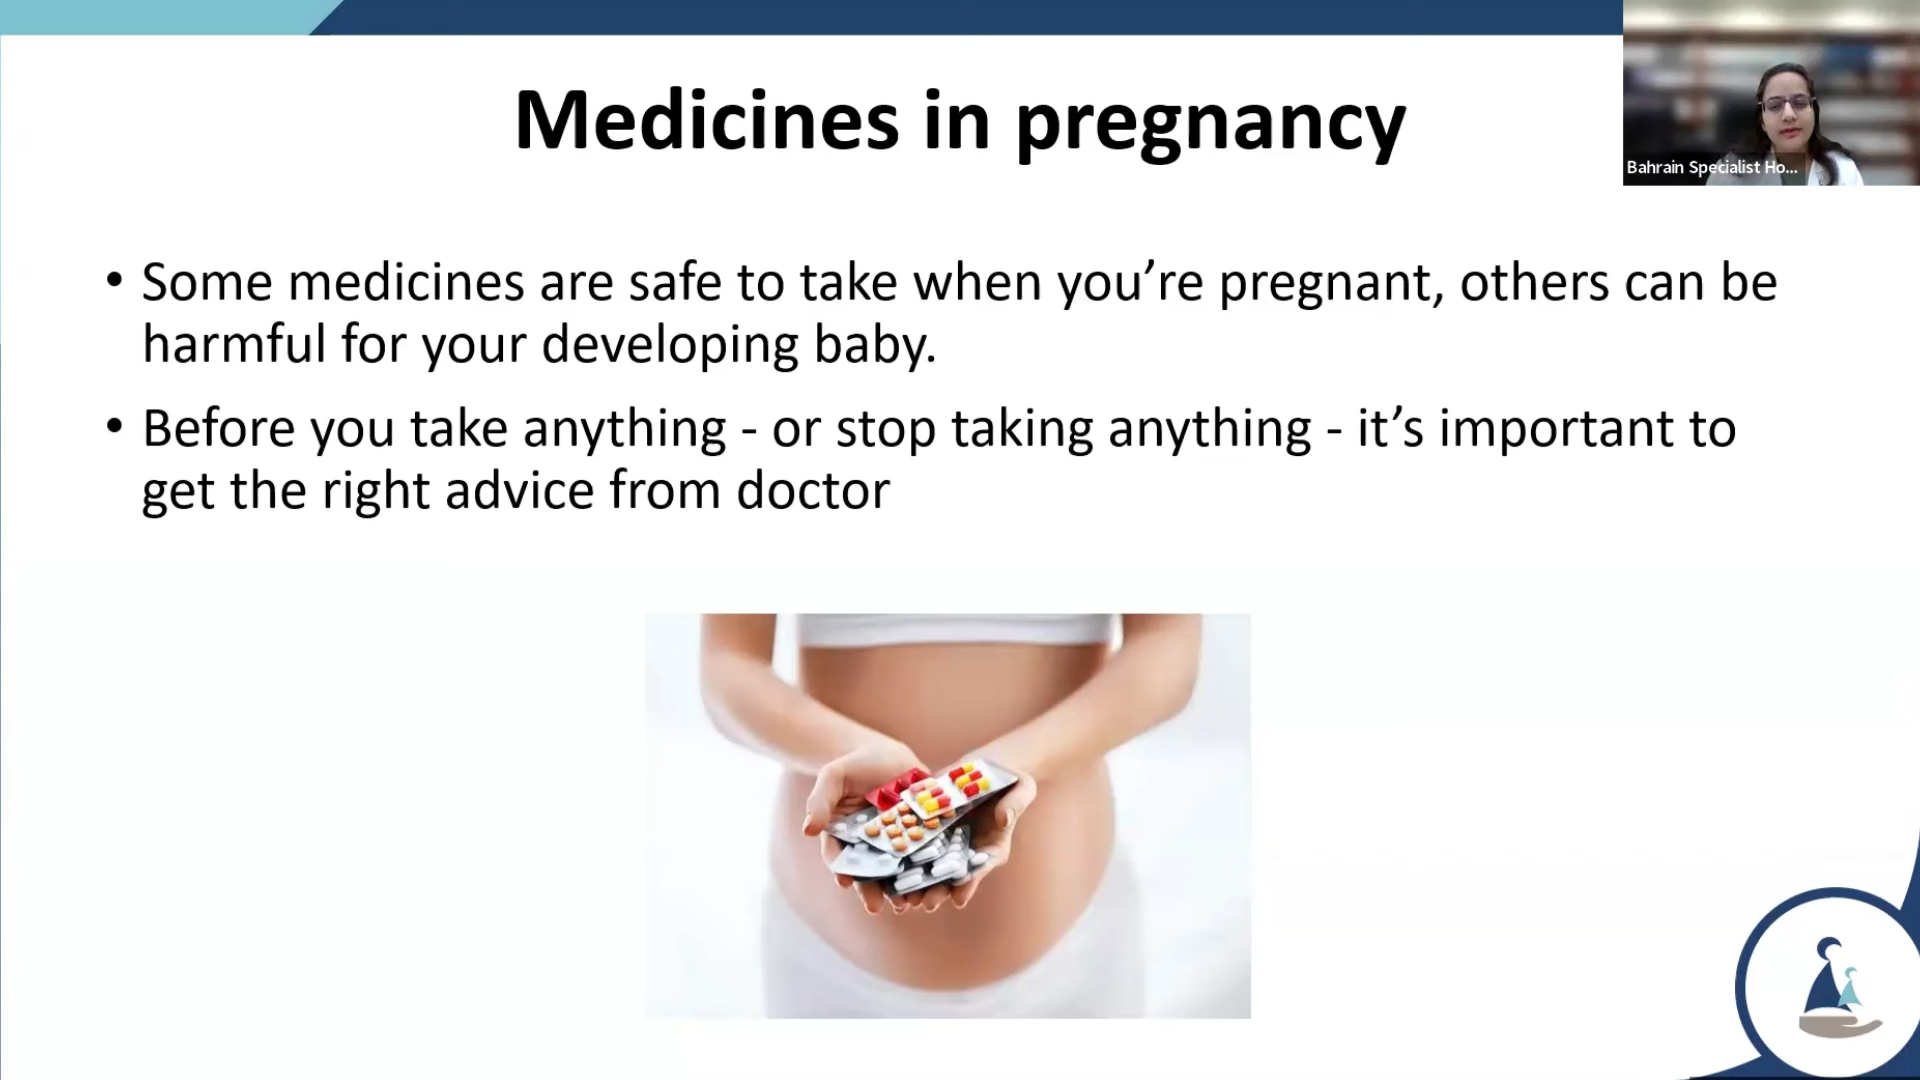 Medicines in pregnancy
Bahrain Specialist Ho...
• Some medicines are safe to take when you’re pregnant, others can be
harmful for your developing baby.
• Before you take anything - or stop taking anything - it’s important to
get the right advice from doctor